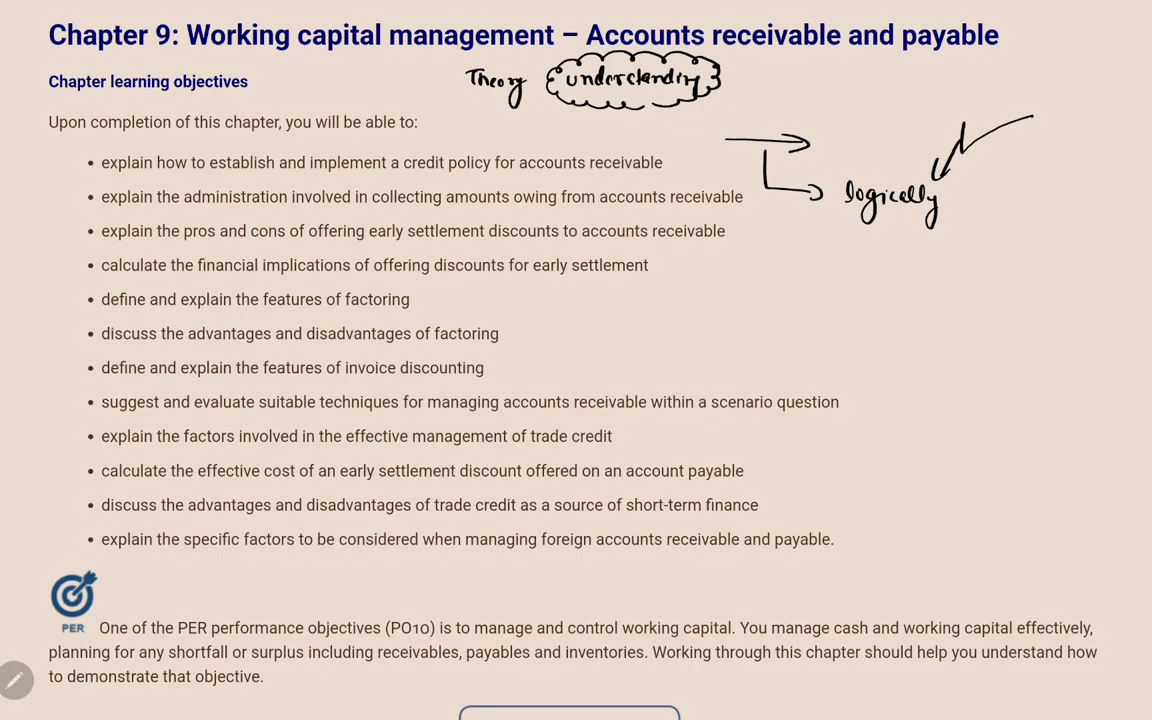 Chapter 9: Working capital management – Accounts receivable and payable
Chapter learning objectives
Theory understanding
Upon completion of this chapter, you will be able to:
• explain how to establish and implement a credit policy for accounts receivable
• explain the administration involved in collecting amounts owing from accounts receivable
logically
• explain the pros and cons of offering early settlement discounts to accounts receivable
• calculate the financial implications of offering discounts for early settlement
• define and explain the features of factoring
• discuss the advantages and disadvantages of factoring
• define and explain the features of invoice discounting
• suggest and evaluate suitable techniques for managing accounts receivable within a scenario question
• explain the factors involved in the effective management of trade credit
• calculate the effective cost of an early settlement discount offered on an account payable
• discuss the advantages and disadvantages of trade credit as a source of short-term finance
• explain the specific factors to be considered when managing foreign accounts receivable and payable.
PER
One of the PER performance objectives (PO10) is to manage and control working capital. You manage cash and working capital effectively,
planning for any shortfall or surplus including receivables, payables and inventories. Working through this chapter should help you understand how
to demonstrate that objective.